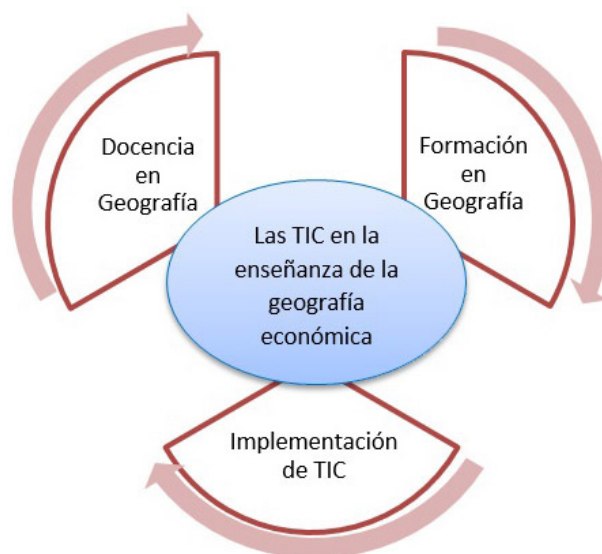 Docencia
en
Geografía
Formación
en
Geografía
Las TIC en la
enseñanza de la
geografía
económica
Implementación
de TIC